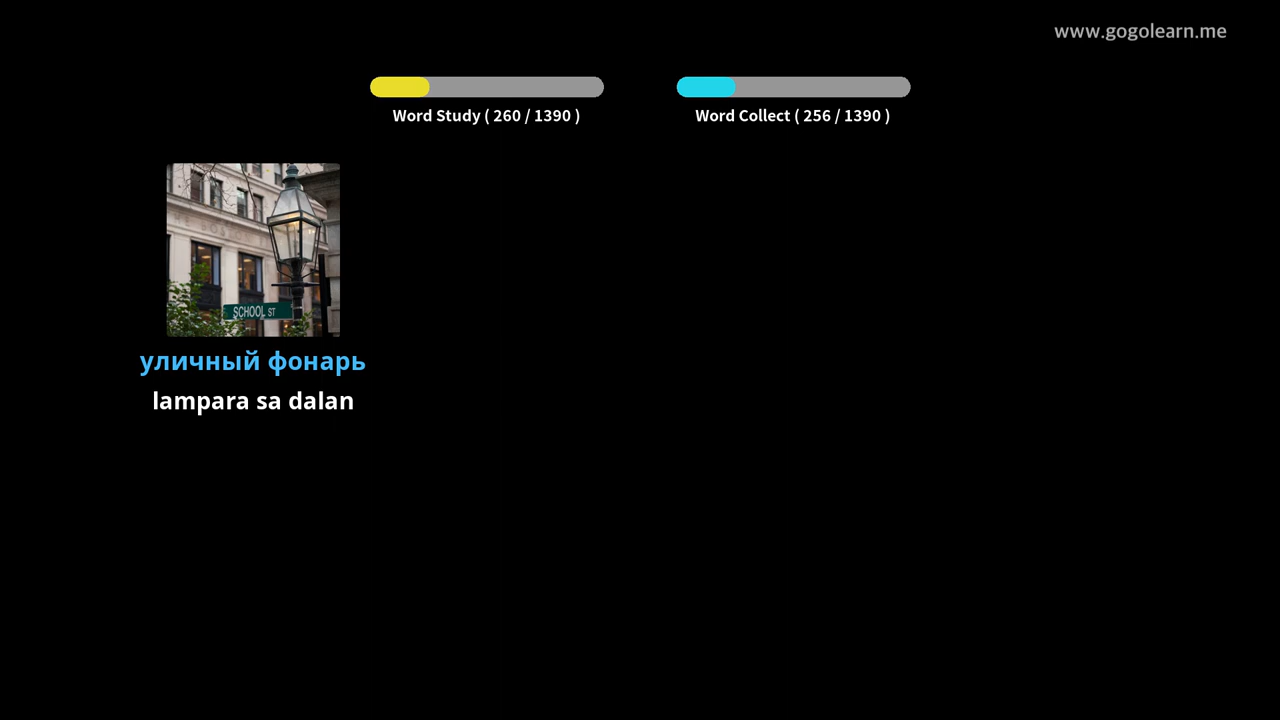 www.gogolearn.me
Word Study ( 260 / 1390 )
Word Collect ( 256 / 1390 )
SCHOOL ST
уличный фонарь
lampara sa dalan